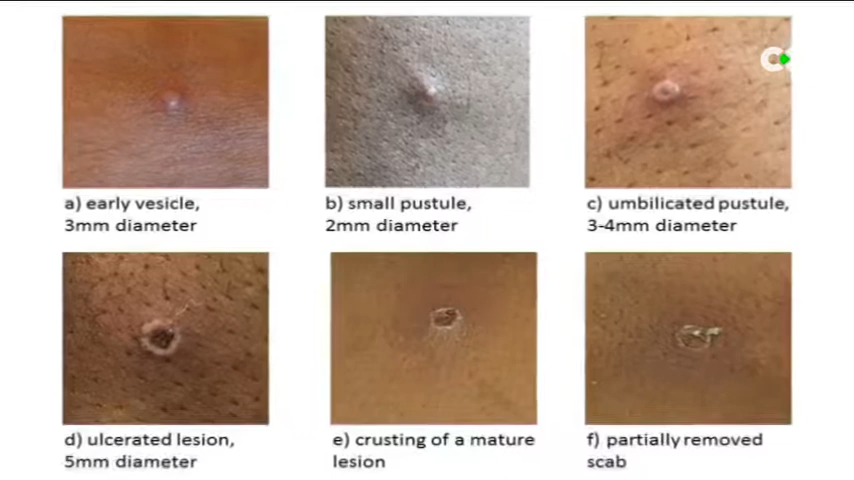 a) early vesicle,
3mm diameter
b) small pustule,
2mm diameter
c) umbilicated pustule,
3-4mm diameter
d) ulcerated lesion,
5mm diameter
e) crusting of a mature
lesion
f) partially removed
scab